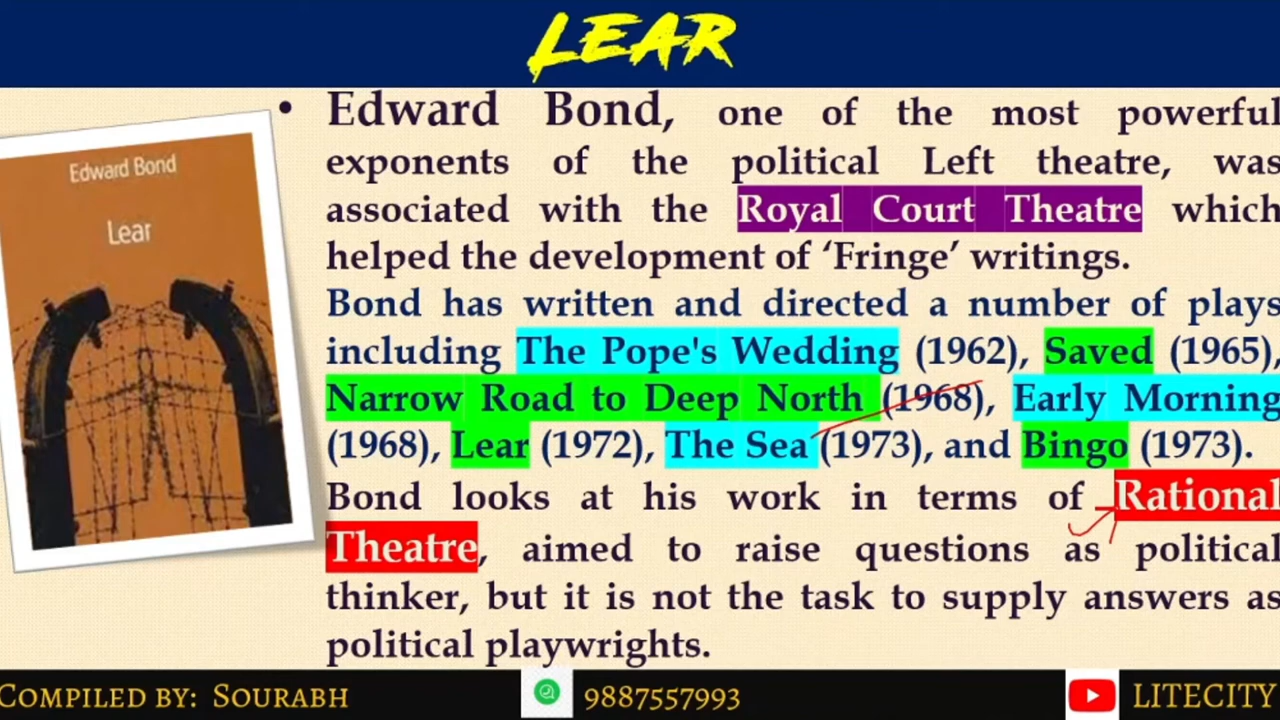 LEAR
Edward Bond
Lear
• Edward Bond, one of the most powerful
exponents of the political Left theatre, was
associated with the Royal Court Theatre which
helped the development of ‘Fringe’ writings.
Bond has written and directed a number of plays
including The Pope's Wedding (1962), Saved (1965),
Narrow Road to Deep North (1968), Early Morning
(1968), Lear (1972), The Sea (1973), and Bingo (1973).
Bond looks at his work in terms of Rational
Theatre, aimed to raise questions as political
thinker, but it is not the task to supply answers as
political playwrights.
COMPILED BY: SOURABH
9887557993
LITECITY